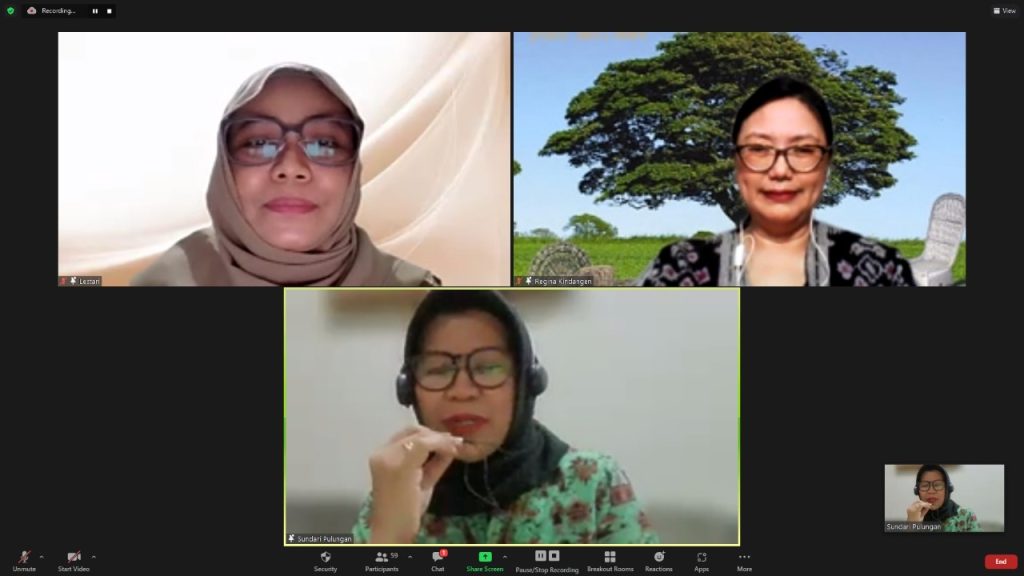 Recording...
View
Lestari
Regina Kindangen
Sundari Pulungan
Sundari Pulungan
Unmute
Start Video
Security
Participants
59
Chat
1
Share Screen
Pause/Stop Recording
Breakout Rooms
Reactions
Apps
More
End